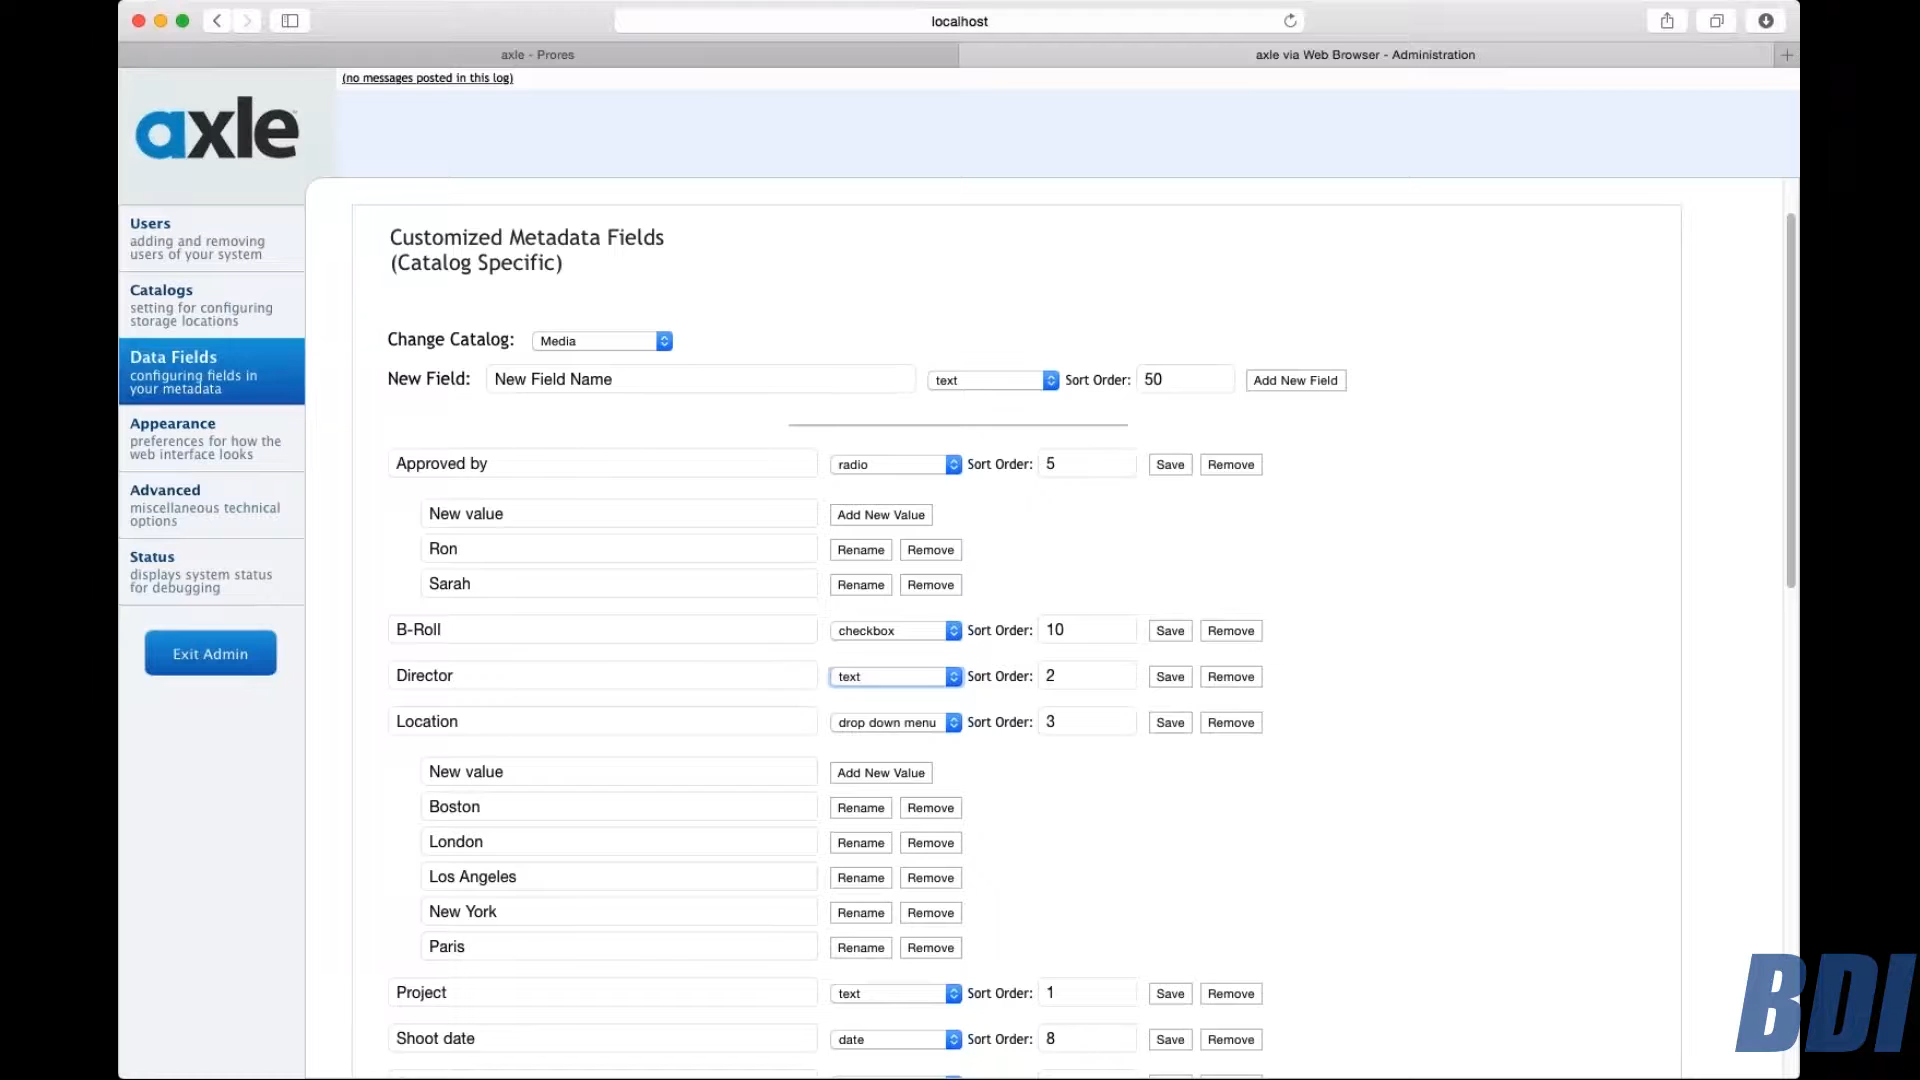 localhost
axle - Prores
axle via Web Browser - Administration
(no messages posted in this log)
axle
Users
adding and removing
users of your system
Catalogs
setting for configuring
storage locations
Data Fields
configuring fields in
your metadata
Appearance
preferences for how the
web interface looks
Advanced
miscellaneous technical
options
Status
displays system status
for debugging
Exit Admin
Customized Metadata Fields
(Catalog Specific)
Change Catalog: Media
New Field: New Field Name text Sort Order: 50 Add New Field
Approved by radio Sort Order: 5 Save Remove
New value Add New Value
Ron Rename Remove
Sarah Rename Remove
B-Roll checkbox Sort Order: 10 Save Remove
Director text Sort Order: 2 Save Remove
Location drop down menu Sort Order: 3 Save Remove
New value Add New Value
Boston Rename Remove
London Rename Remove
Los Angeles Rename Remove
New York Rename Remove
Paris Rename Remove
Project text Sort Order: 1 Save Remove
Shoot date date Sort Order: 8 Save Remove
BDI